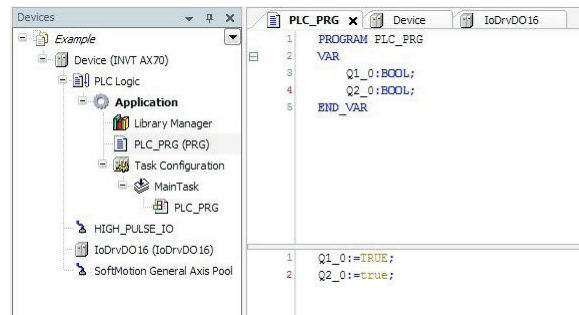 Devices
Example
Device (INVT AX70)
PLC Logic
Application
Library Manager
PLC_PRG (PRG)
Task Configuration
MainTask
PLC_PRG
HIGH_PULSE_IO
IoDrvDO16 (IoDrvDO16)
SoftMotion General Axis Pool
PLC_PRG Device IoDrvDO16
1 PROGRAM PLC_PRG
2 VAR
3 Q1_0:BOOL;
4 Q2_0:BOOL;
5 END_VAR
1 Q1_0:=TRUE;
2 Q2_0:=true;